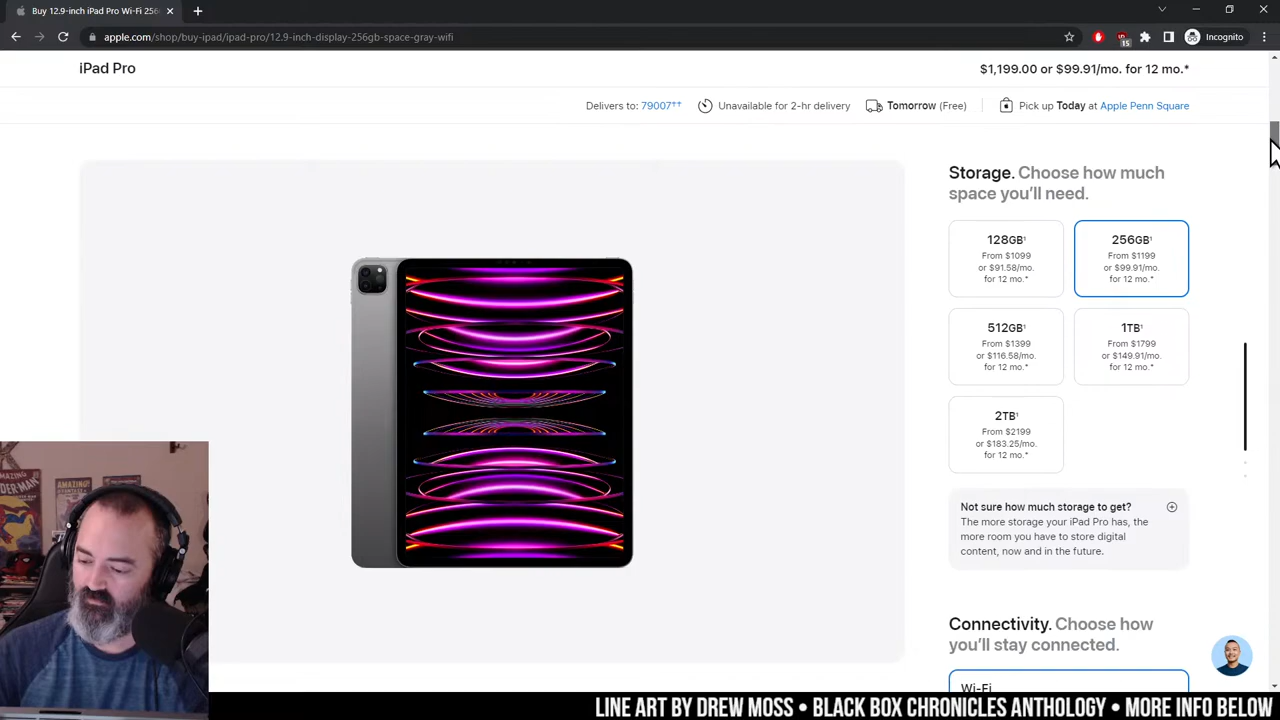 Buy 12.9-inch iPad Pro Wi-Fi 256
apple.com/shop/buy-ipad/ipad-pro/12.9-inch-display-256gb-space-gray-wifi
15
Incognito
iPad Pro
$1,199.00 or $99.91/mo. for 12 mo.*
Delivers to: 79007††
Unavailable for 2-hr delivery
Tomorrow (Free)
Pick up Today at Apple Penn Square
Storage. Choose how much
space you'll need.
128GB¹
From $1099
or $91.58/mo.
for 12 mo.*
256GB¹
From $1199
or $99.91/mo.
for 12 mo.*
512GB¹
From $1399
or $116.58/mo.
for 12 mo.*
1TB¹
From $1799
or $149.91/mo.
for 12 mo.*
2TB¹
From $2199
or $183.25/mo.
for 12 mo.*
Not sure how much storage to get?
The more storage your iPad Pro has, the
more room you have to store digital
content, now and in the future.
Connectivity. Choose how
you'll stay connected.
Wi-Fi
AMAZING
SPIDER-MAN
AMAZING
LINE ART BY DREW MOSS • BLACK BOX CHRONICLES ANTHOLOGY • MORE INFO BELOW